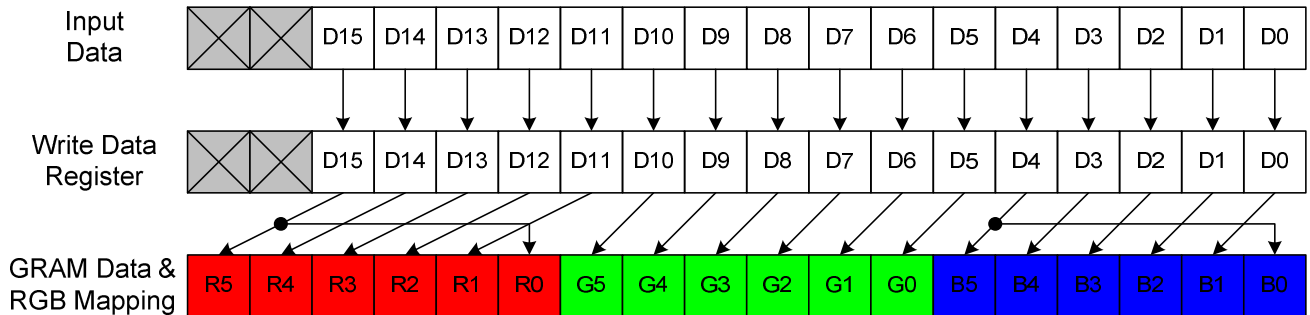 Input
Data
D15 D14 D13 D12 D11 D10 D9 D8 D7 D6 D5 D4 D3 D2 D1 D0
Write Data
Register
D15 D14 D13 D12 D11 D10 D9 D8 D7 D6 D5 D4 D3 D2 D1 D0
GRAM Data &
RGB Mapping
R5 R4 R3 R2 R1 R0 G5 G4 G3 G2 G1 G0 B5 B4 B3 B2 B1 B0